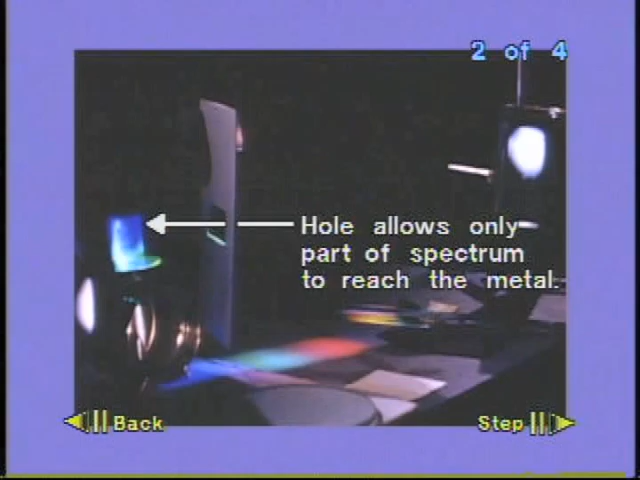 2 of 4
Hole allows only
part of spectrum
to reach the metal.
Back
Step